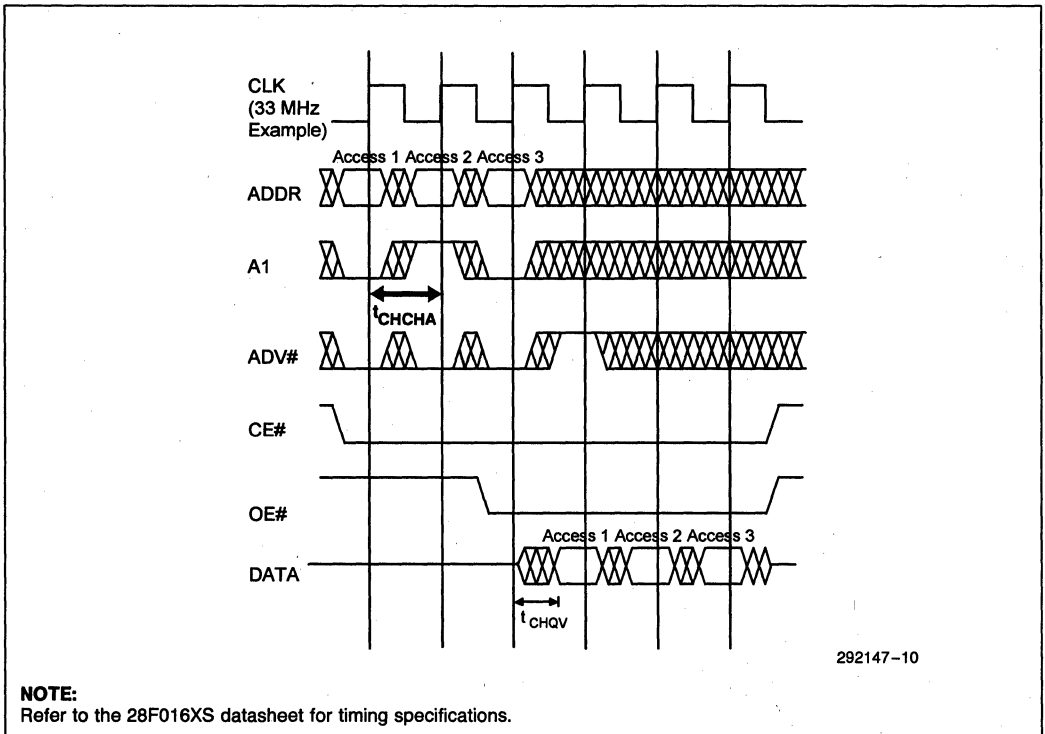 CLK
(33 MHz
Example)
Access 1 Access 2 Access 3
ADDR
A1
tCHCHA
ADV#
CE#
OE#
Access 1 Access 2 Access 3
DATA
tCHQV
292147-10
NOTE:
Refer to the 28F016XS datasheet for timing specifications.